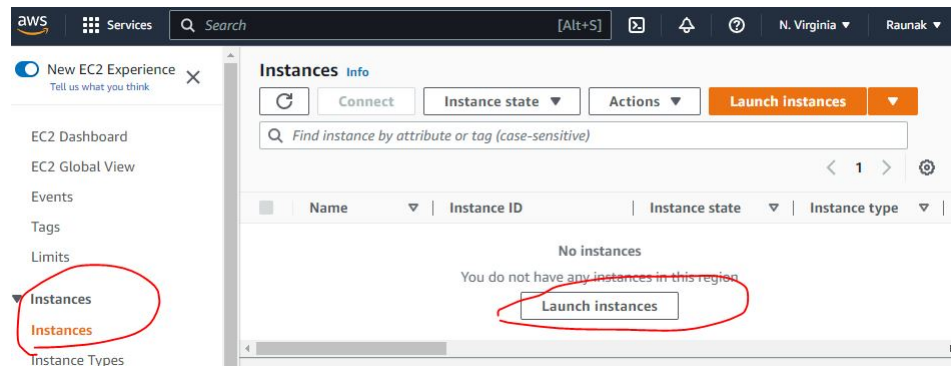 aws Services Search [Alt+S] N. Virginia Raunak
New EC2 Experience
Tell us what you think
EC2 Dashboard
EC2 Global View
Events
Tags
Limits
Instances
Instances
Instance Types
Instances Info
Connect Instance state Actions Launch instances
Find instance by attribute or tag (case-sensitive)
1
Name Instance ID Instance state Instance type
No instances
You do not have any instances in this region
Launch instances